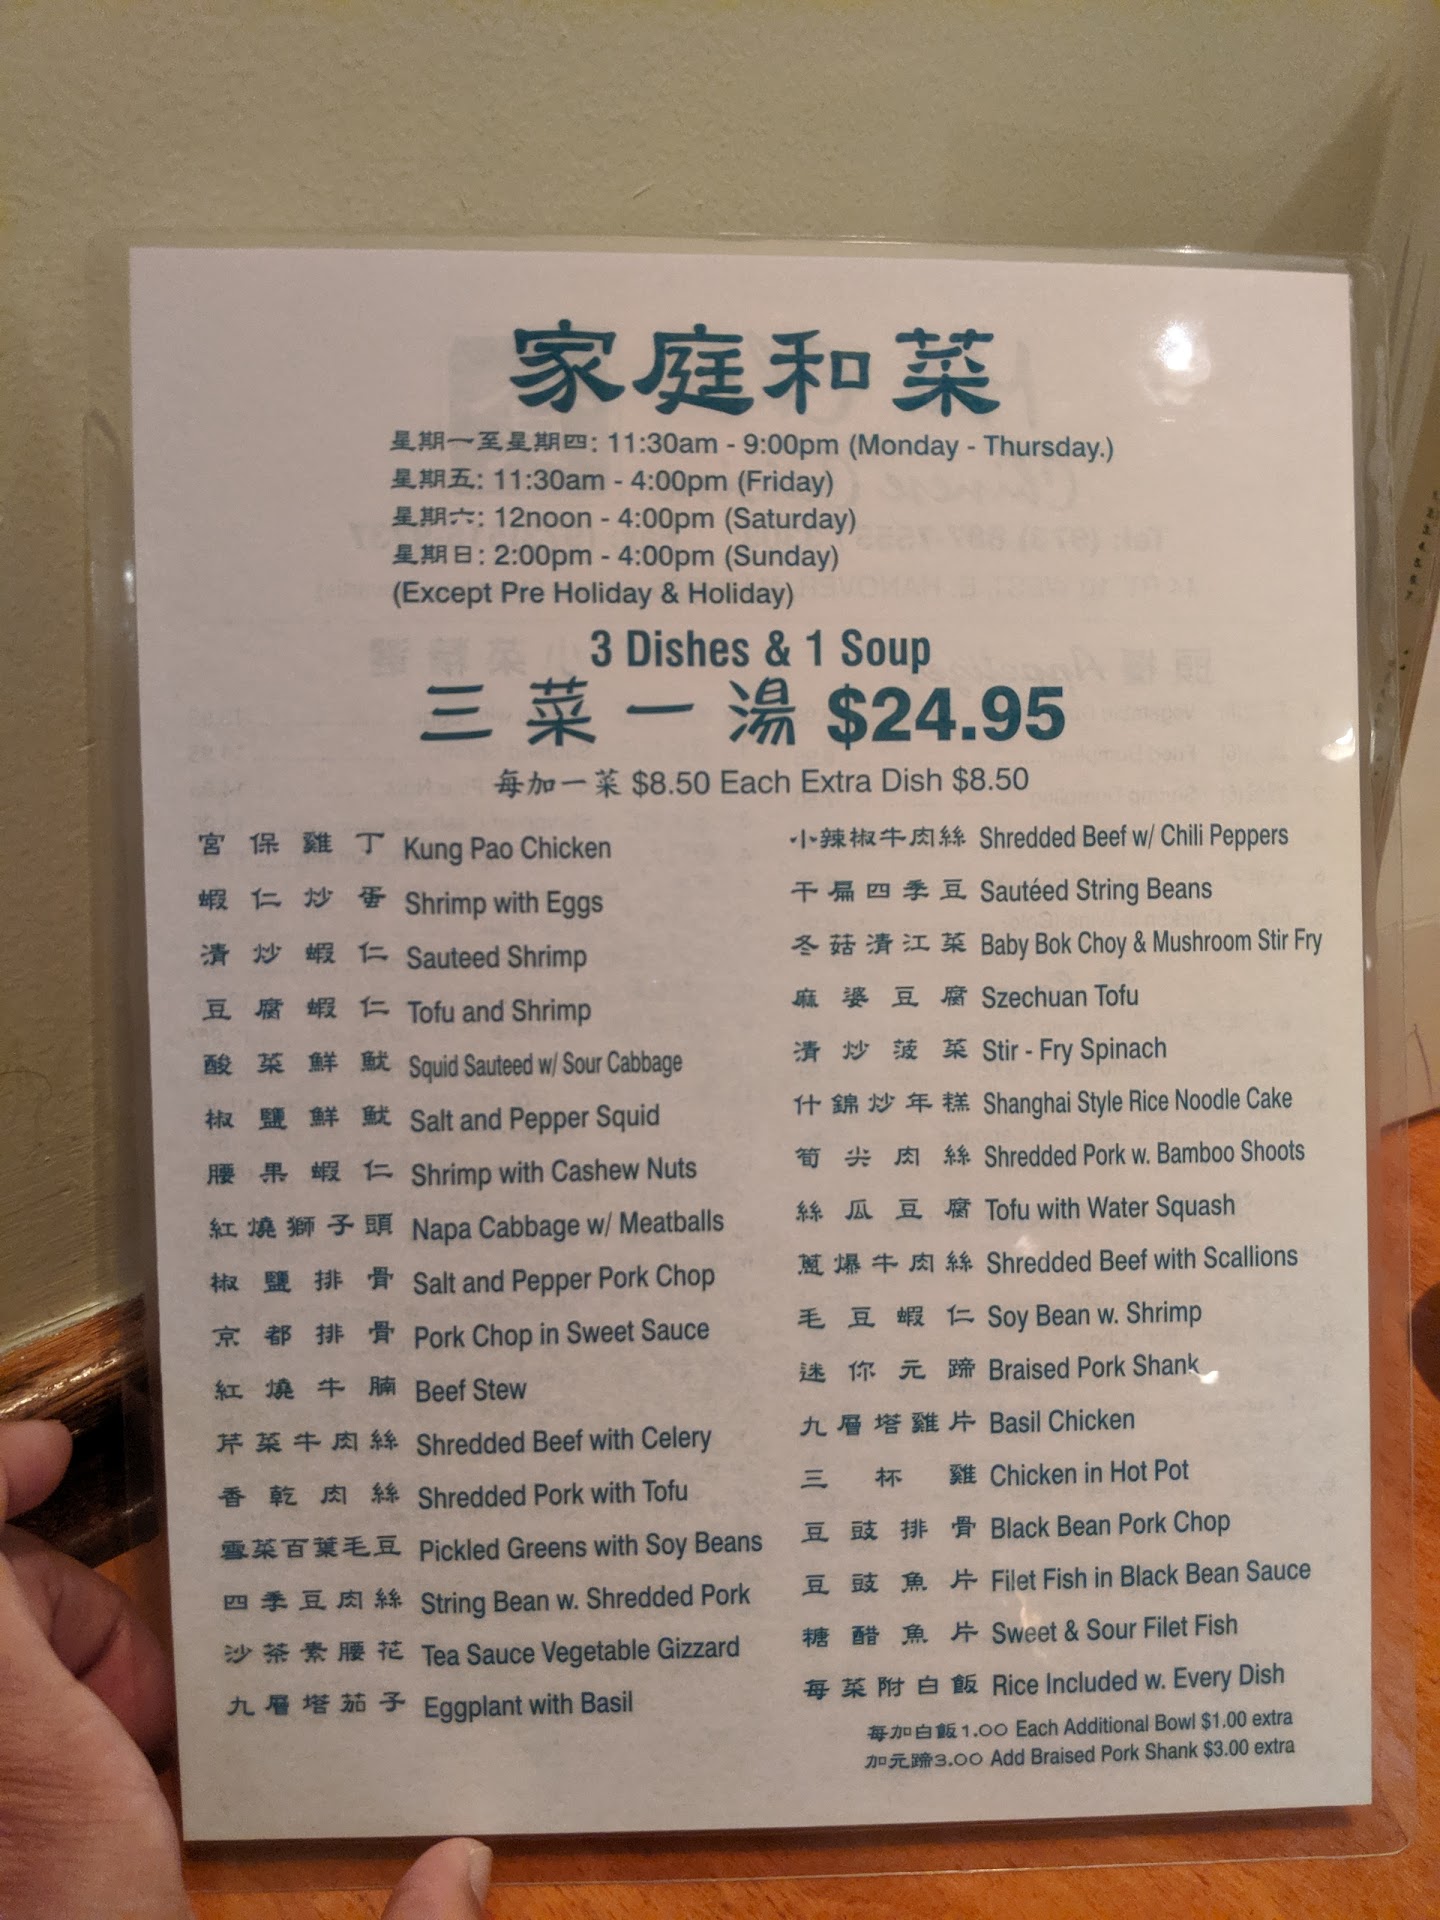 家庭和菜
星期一至星期四: 11:30am - 9:00pm (Monday - Thursday.)
星期五: 11:30am - 4:00pm (Friday)
星期六: 12noon - 4:00pm (Saturday)
星期日: 2:00pm - 4:00pm (Sunday)
(Except Pre Holiday & Holiday)
3 Dishes & 1 Soup
三菜一湯 $24.95
每加一菜 $8.50 Each Extra Dish $8.50
宮保雞丁 Kung Pao Chicken
蝦仁炒蛋 Shrimp with Eggs
清炒蝦仁 Sauteed Shrimp
豆腐蝦仁 Tofu and Shrimp
酸菜鮮魷 Squid Sauteed w/ Sour Cabbage
椒鹽鮮魷 Salt and Pepper Squid
腰果蝦仁 Shrimp with Cashew Nuts
紅燒獅子頭 Napa Cabbage w/ Meatballs
椒鹽排骨 Salt and Pepper Pork Chop
京都排骨 Pork Chop in Sweet Sauce
紅燒牛腩 Beef Stew
芹菜牛肉絲 Shredded Beef with Celery
香乾肉絲 Shredded Pork with Tofu
雪菜百葉毛豆 Pickled Greens with Soy Beans
四季豆肉絲 String Bean w. Shredded Pork
沙茶素腰花 Tea Sauce Vegetable Gizzard
九層塔茄子 Eggplant with Basil
小辣椒牛肉絲 Shredded Beef w/ Chili Peppers
干扁四季豆 Sautéed String Beans
冬菇清江菜 Baby Bok Choy & Mushroom Stir Fry
麻婆豆腐 Szechuan Tofu
清炒菠菜 Stir - Fry Spinach
什錦炒年糕 Shanghai Style Rice Noodle Cake
筍尖肉絲 Shredded Pork w. Bamboo Shoots
絲瓜豆腐 Tofu with Water Squash
蔥爆牛肉絲 Shredded Beef with Scallions
毛豆蝦仁 Soy Bean w. Shrimp
迷你元蹄 Braised Pork Shank
九層塔雞片 Basil Chicken
三杯雞 Chicken in Hot Pot
豆豉排骨 Black Bean Pork Chop
豆豉魚片 Filet Fish in Black Bean Sauce
糖醋魚片 Sweet & Sour Filet Fish
每菜附白飯 Rice Included w. Every Dish
每加白飯1.00 Each Additional Bowl $1.00 extra
加元蹄3.00 Add Braised Pork Shank $3.00 extra